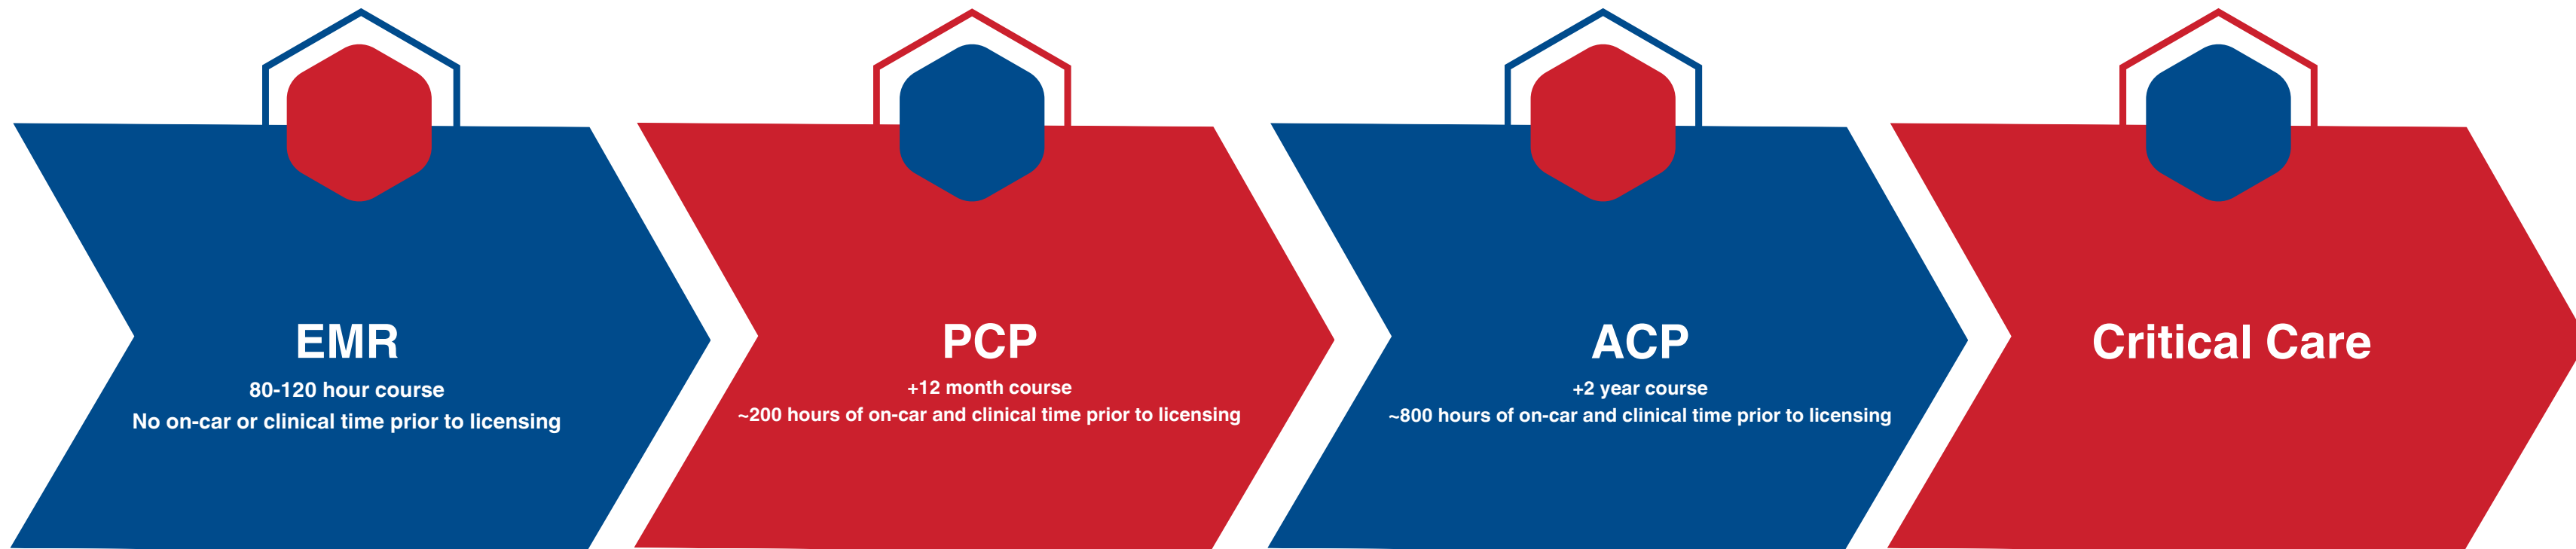 EMR
80-120 hour course
No on-car or clinical time prior to licensing
PCP
+12 month course
~200 hours of on-car and clinical time prior to licensing
ACP
+2 year course
~800 hours of on-car and clinical time prior to licensing
Critical Care